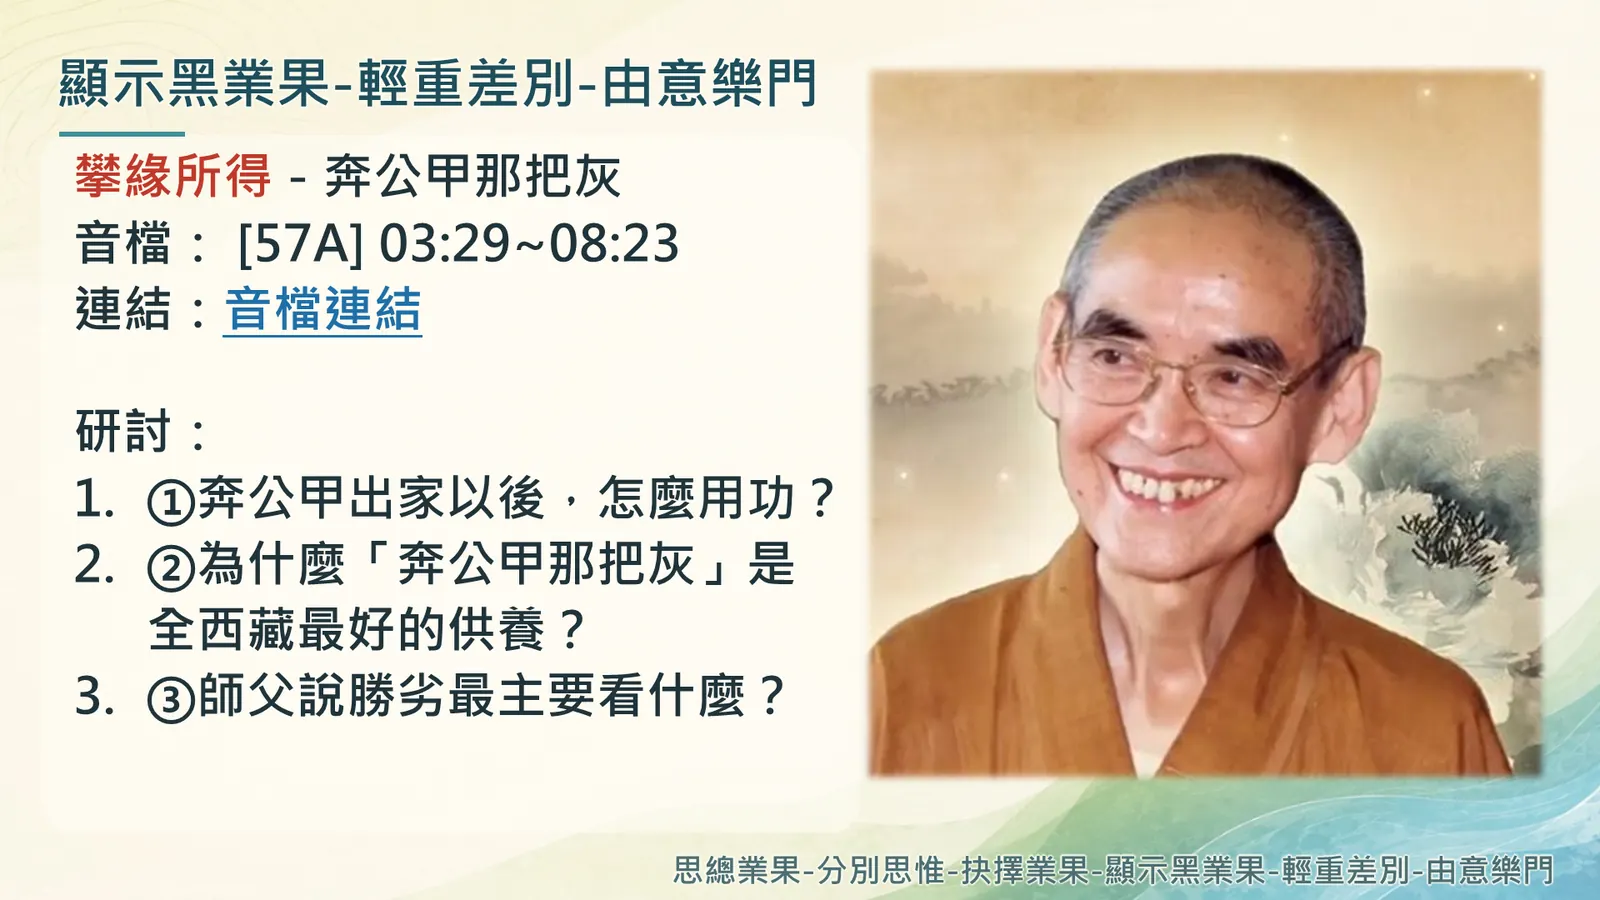 顯示黑業果-輕重差別-由意樂門
攀緣所得 - 奔公甲那把灰
音檔： [57A] 03:29~08:23
連結：音檔連結
研討：
1. ①奔公甲出家以後，怎麼用功？
2. ②為什麼「奔公甲那把灰」是
全西藏最好的供養？
3. ③師父說勝劣最主要看什麼？
思總業果-分別思惟-抉擇業果-顯示黑業果-輕重差別-由意樂門